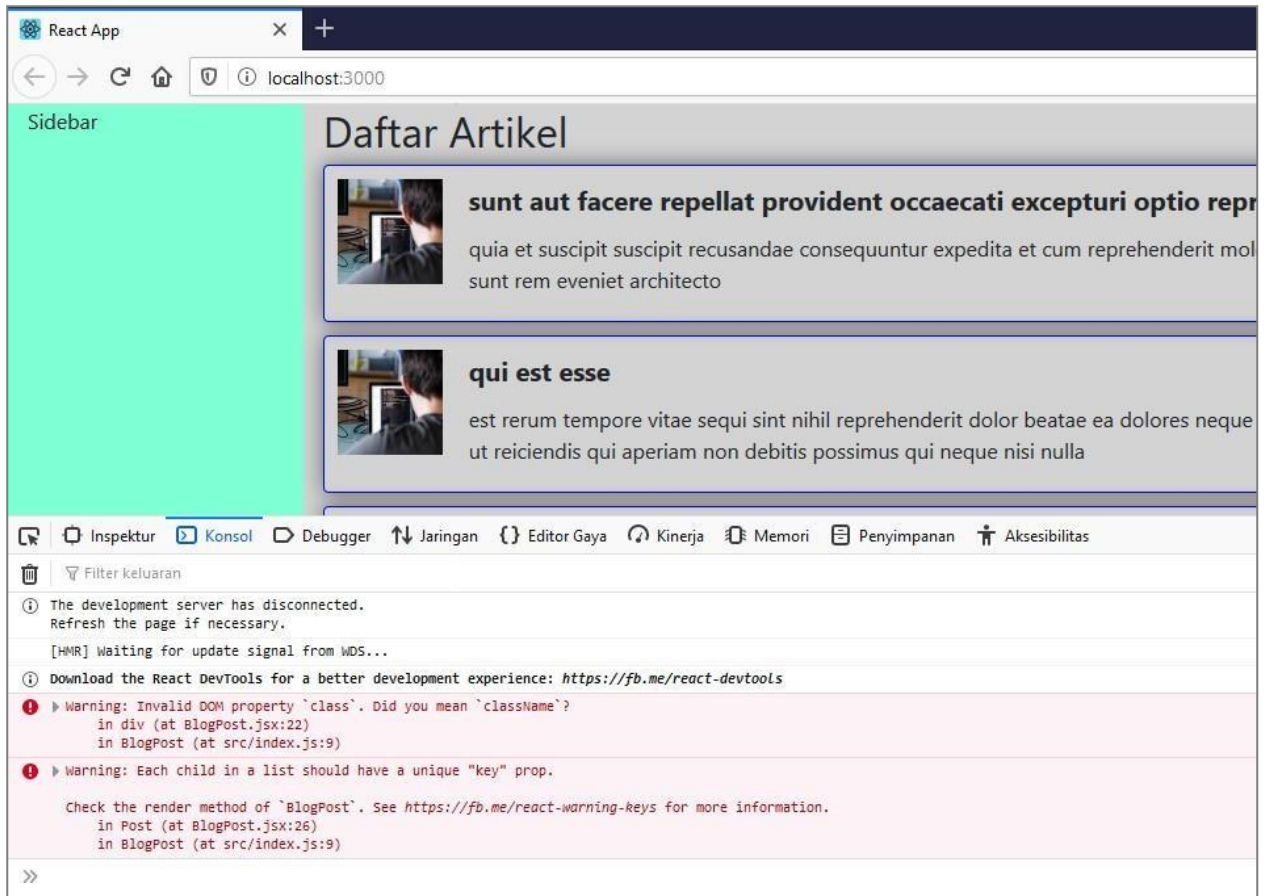 React App
localhost:3000
Sidebar
Daftar Artikel
sunt aut facere repellat provident occaecati excepturi optio repr
quia et suscipit suscipit recusandae consequuntur expedita et cum reprehenderit mol
sunt rem eveniet architecto
qui est esse
est rerum tempore vitae sequi sint nihil reprehenderit dolor beatae ea dolores neque
ut reiciendis qui aperiam non debitis possimus qui neque nisi nulla
Inspektur Konsol Debugger Jaringan {} Editor Gaya Kinerja Memori Penyimpanan Aksesibilitas
Filter keluaran
The development server has disconnected.
Refresh the page if necessary.
[HMR] Waiting for update signal from WDS...
Download the React DevTools for a better development experience: https://fb.me/react-devtools
Warning: Invalid DOM property `class`. Did you mean `className`?
in div (at BlogPost.jsx:22)
in BlogPost (at src/index.js:9)
Warning: Each child in a list should have a unique "key" prop.
Check the render method of `BlogPost`. See https://fb.me/react-warning-keys for more information.
in Post (at BlogPost.jsx:26)
in BlogPost (at src/index.js:9)